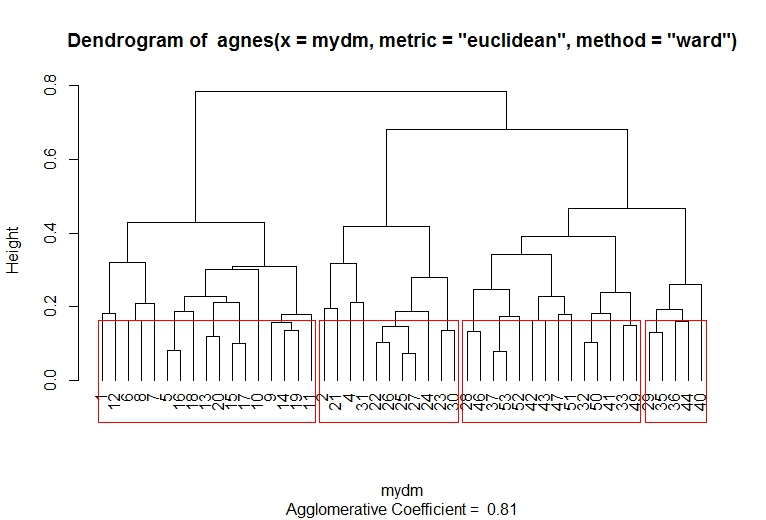 Dendrogram of agnes(x = mydm, metric = "euclidean", method = "ward")
Height
0.8
0.6
0.4
0.2
0.0
1 12 6 8 7 5 16 18 13 20 15 17 10 9 14 19 11 2 21 4 31 22 26 25 27 24 23 30 28 46 37 53 52 42 43 47 51 32 50 41 33 49 29 35 36 44 40
mydm
Agglomerative Coefficient = 0.81